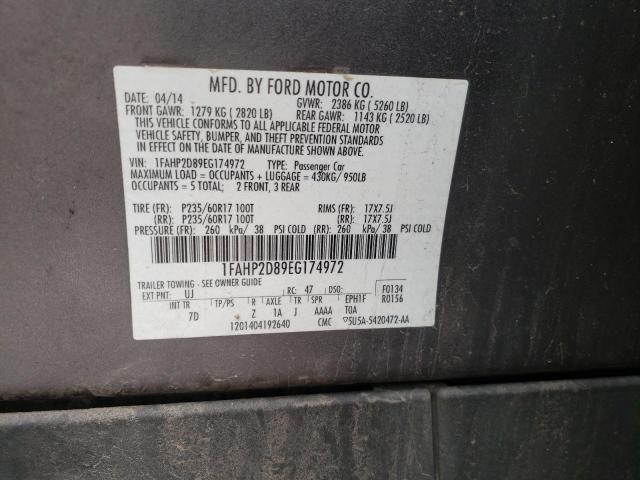 MFD. BY FORD MOTOR CO.
DATE: 04/14 GVWR: 2386 KG ( 5260 LB)
FRONT GAWR: 1279 KG ( 2820 LB) REAR GAWR: 1143 KG ( 2520 LB)
THIS VEHICLE CONFORMS TO ALL APPLICABLE FEDERAL MOTOR
VEHICLE SAFETY, BUMPER, AND THEFT PREVENTION STANDARDS
IN EFFECT ON THE DATE OF MANUFACTURE SHOWN ABOVE.
VIN: 1FAHP2D89EG174972 TYPE: Passenger Car
MAXIMUM LOAD = OCCUPANTS + LUGGAGE = 430KG/ 950LB
OCCUPANTS = 5 TOTAL; 2 FRONT, 3 REAR
TIRE (FR): P235/60R17 100T RIMS (FR): 17X7.5J
(RR): P235/60R17 100T (RR): 17X7.5J
PRESSURE (FR): 260 kPa/ 38 PSI COLD (RR): 260 kPa/ 38 PSI COLD
1FAHP2D89EG174972
TRAILER TOWING - SEE OWNER GUIDE
EXT PNT: UJ RC: 47 DSO: F0134
INT TR TP/PS R AXLE TR SPR EPH1F R0156
7D Z 1A J AAAA T0A
1201404192640 CMC ▽5U5A-5420472-AA